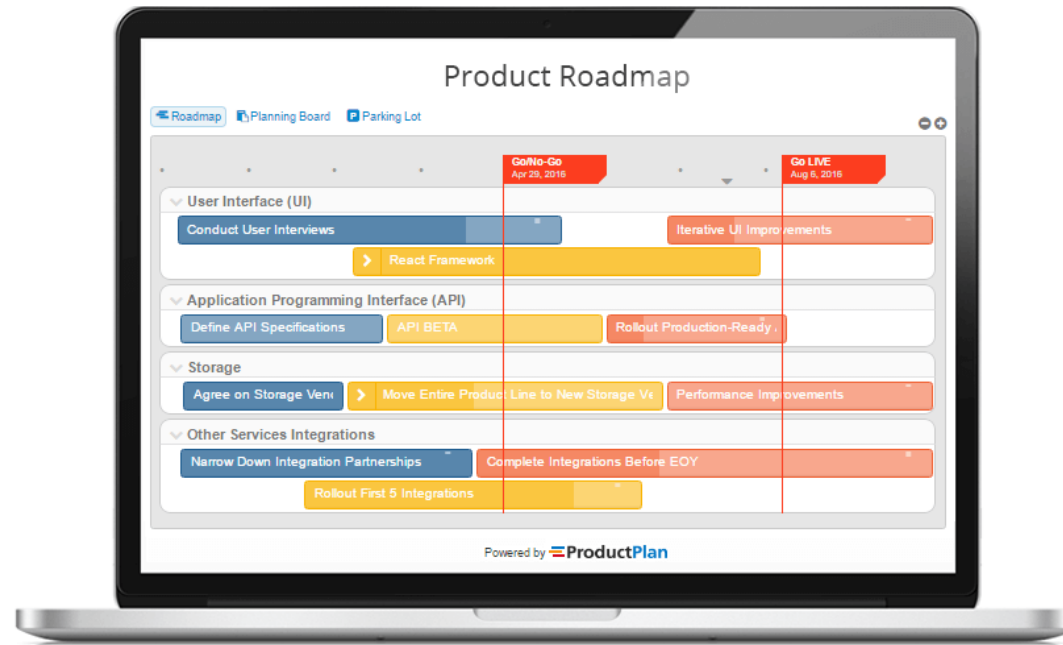 Product Roadmap
Roadmap Planning Board P Parking Lot
Go/No-Go
Apr 29, 2016
Go LIVE
Aug 6, 2016
User Interface (UI)
Conduct User Interviews
Iterative UI Improvements
React Framework
Application Programming Interface (API)
Define API Specifications
API BETA
Rollout Production-Ready
Storage
Agree on Storage
Move Entire Product Line to New Storage
Performance Improvements
Other Services Integrations
Narrow Down Integration Partnerships
Complete Integrations Before EOY
Rollout First 5 Integrations
Powered by ProductPlan